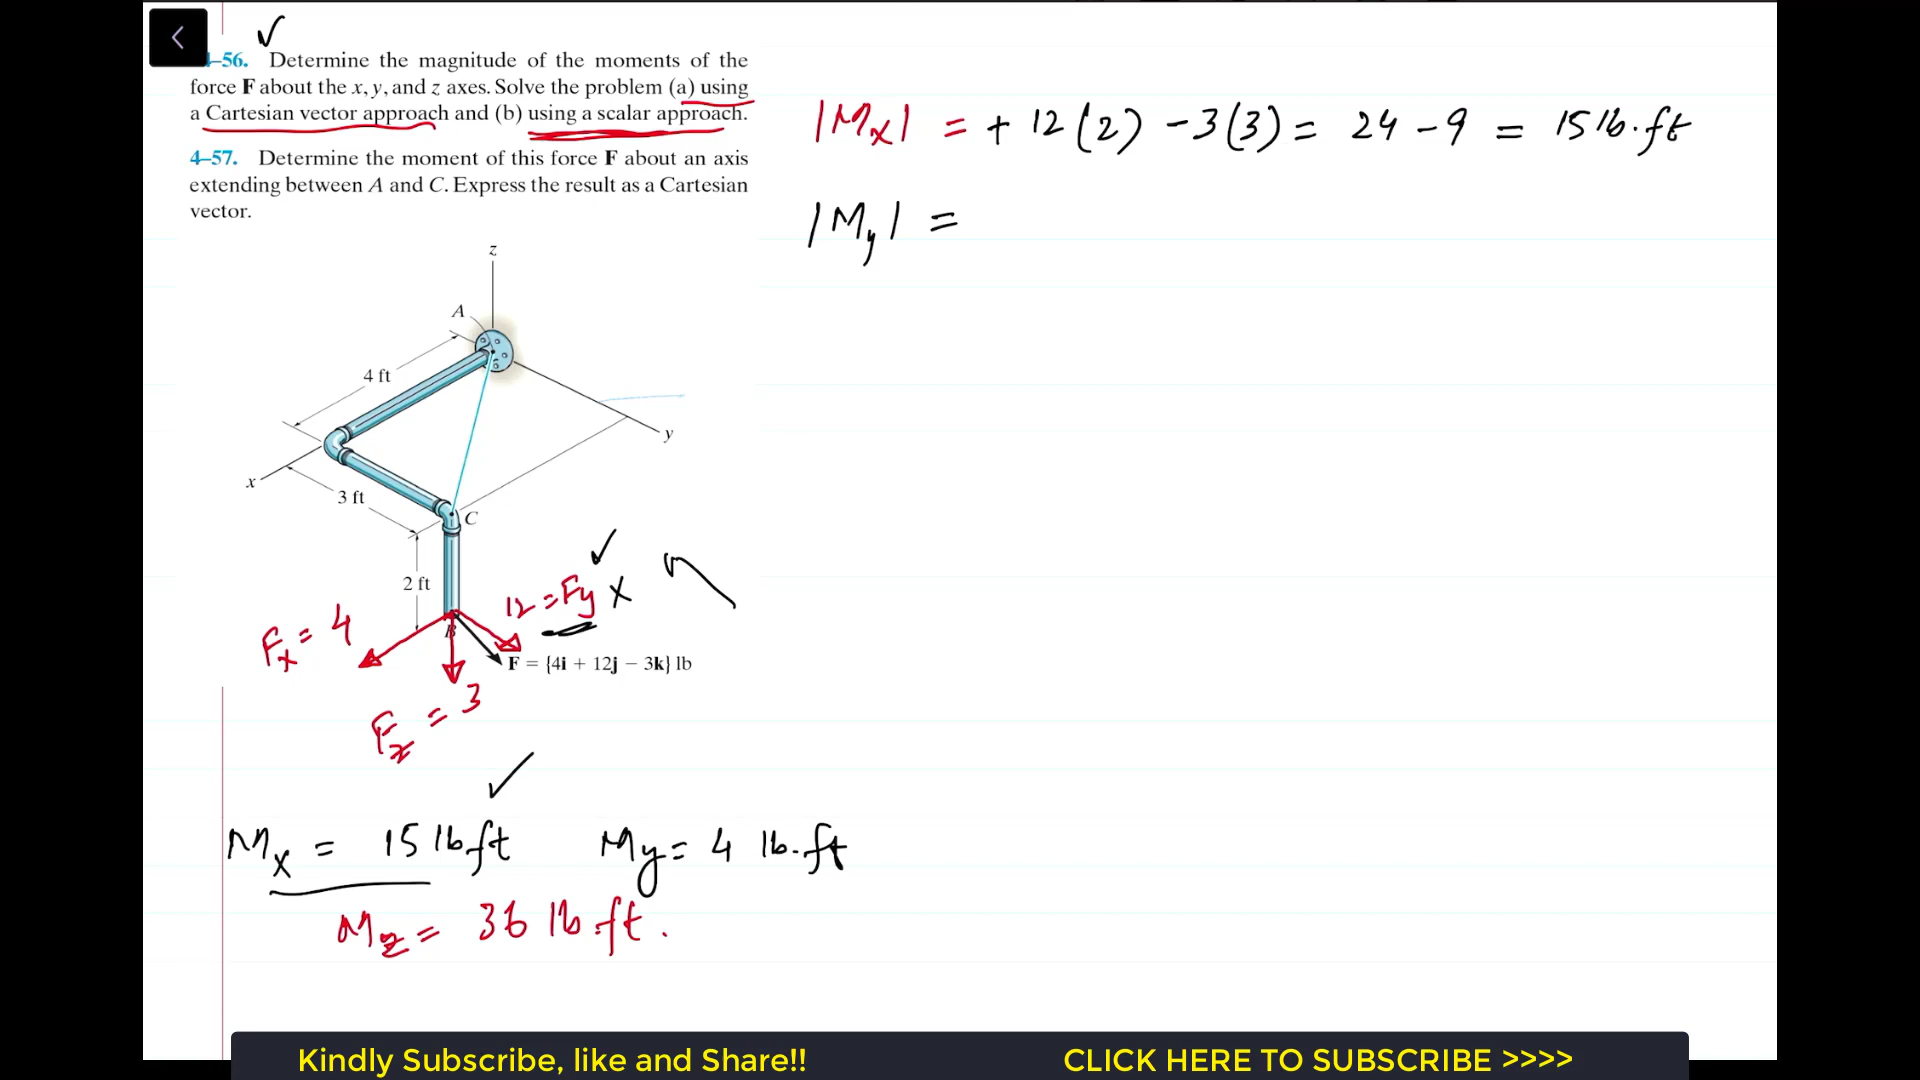 –56. Determine the magnitude of the moments of the
force F about the x, y, and z axes. Solve the problem (a) using
a Cartesian vector approach and (b) using a scalar approach.
4–57. Determine the moment of this force F about an axis
extending between A and C. Express the result as a Cartesian
vector.
|Mx| = + 12(2) - 3(3) = 24 - 9 = 15 lb.ft
|My| =
z
A
4 ft
y
x
3 ft
C
2 ft
12 = Fy x
Fx = 4
B
F = {4i + 12j − 3k} lb
Fz = 3
Mx = 15 lb ft My = 4 lb.ft
Mz = 36 lb.ft.
Kindly Subscribe, like and Share!! CLICK HERE TO SUBSCRIBE >>>>